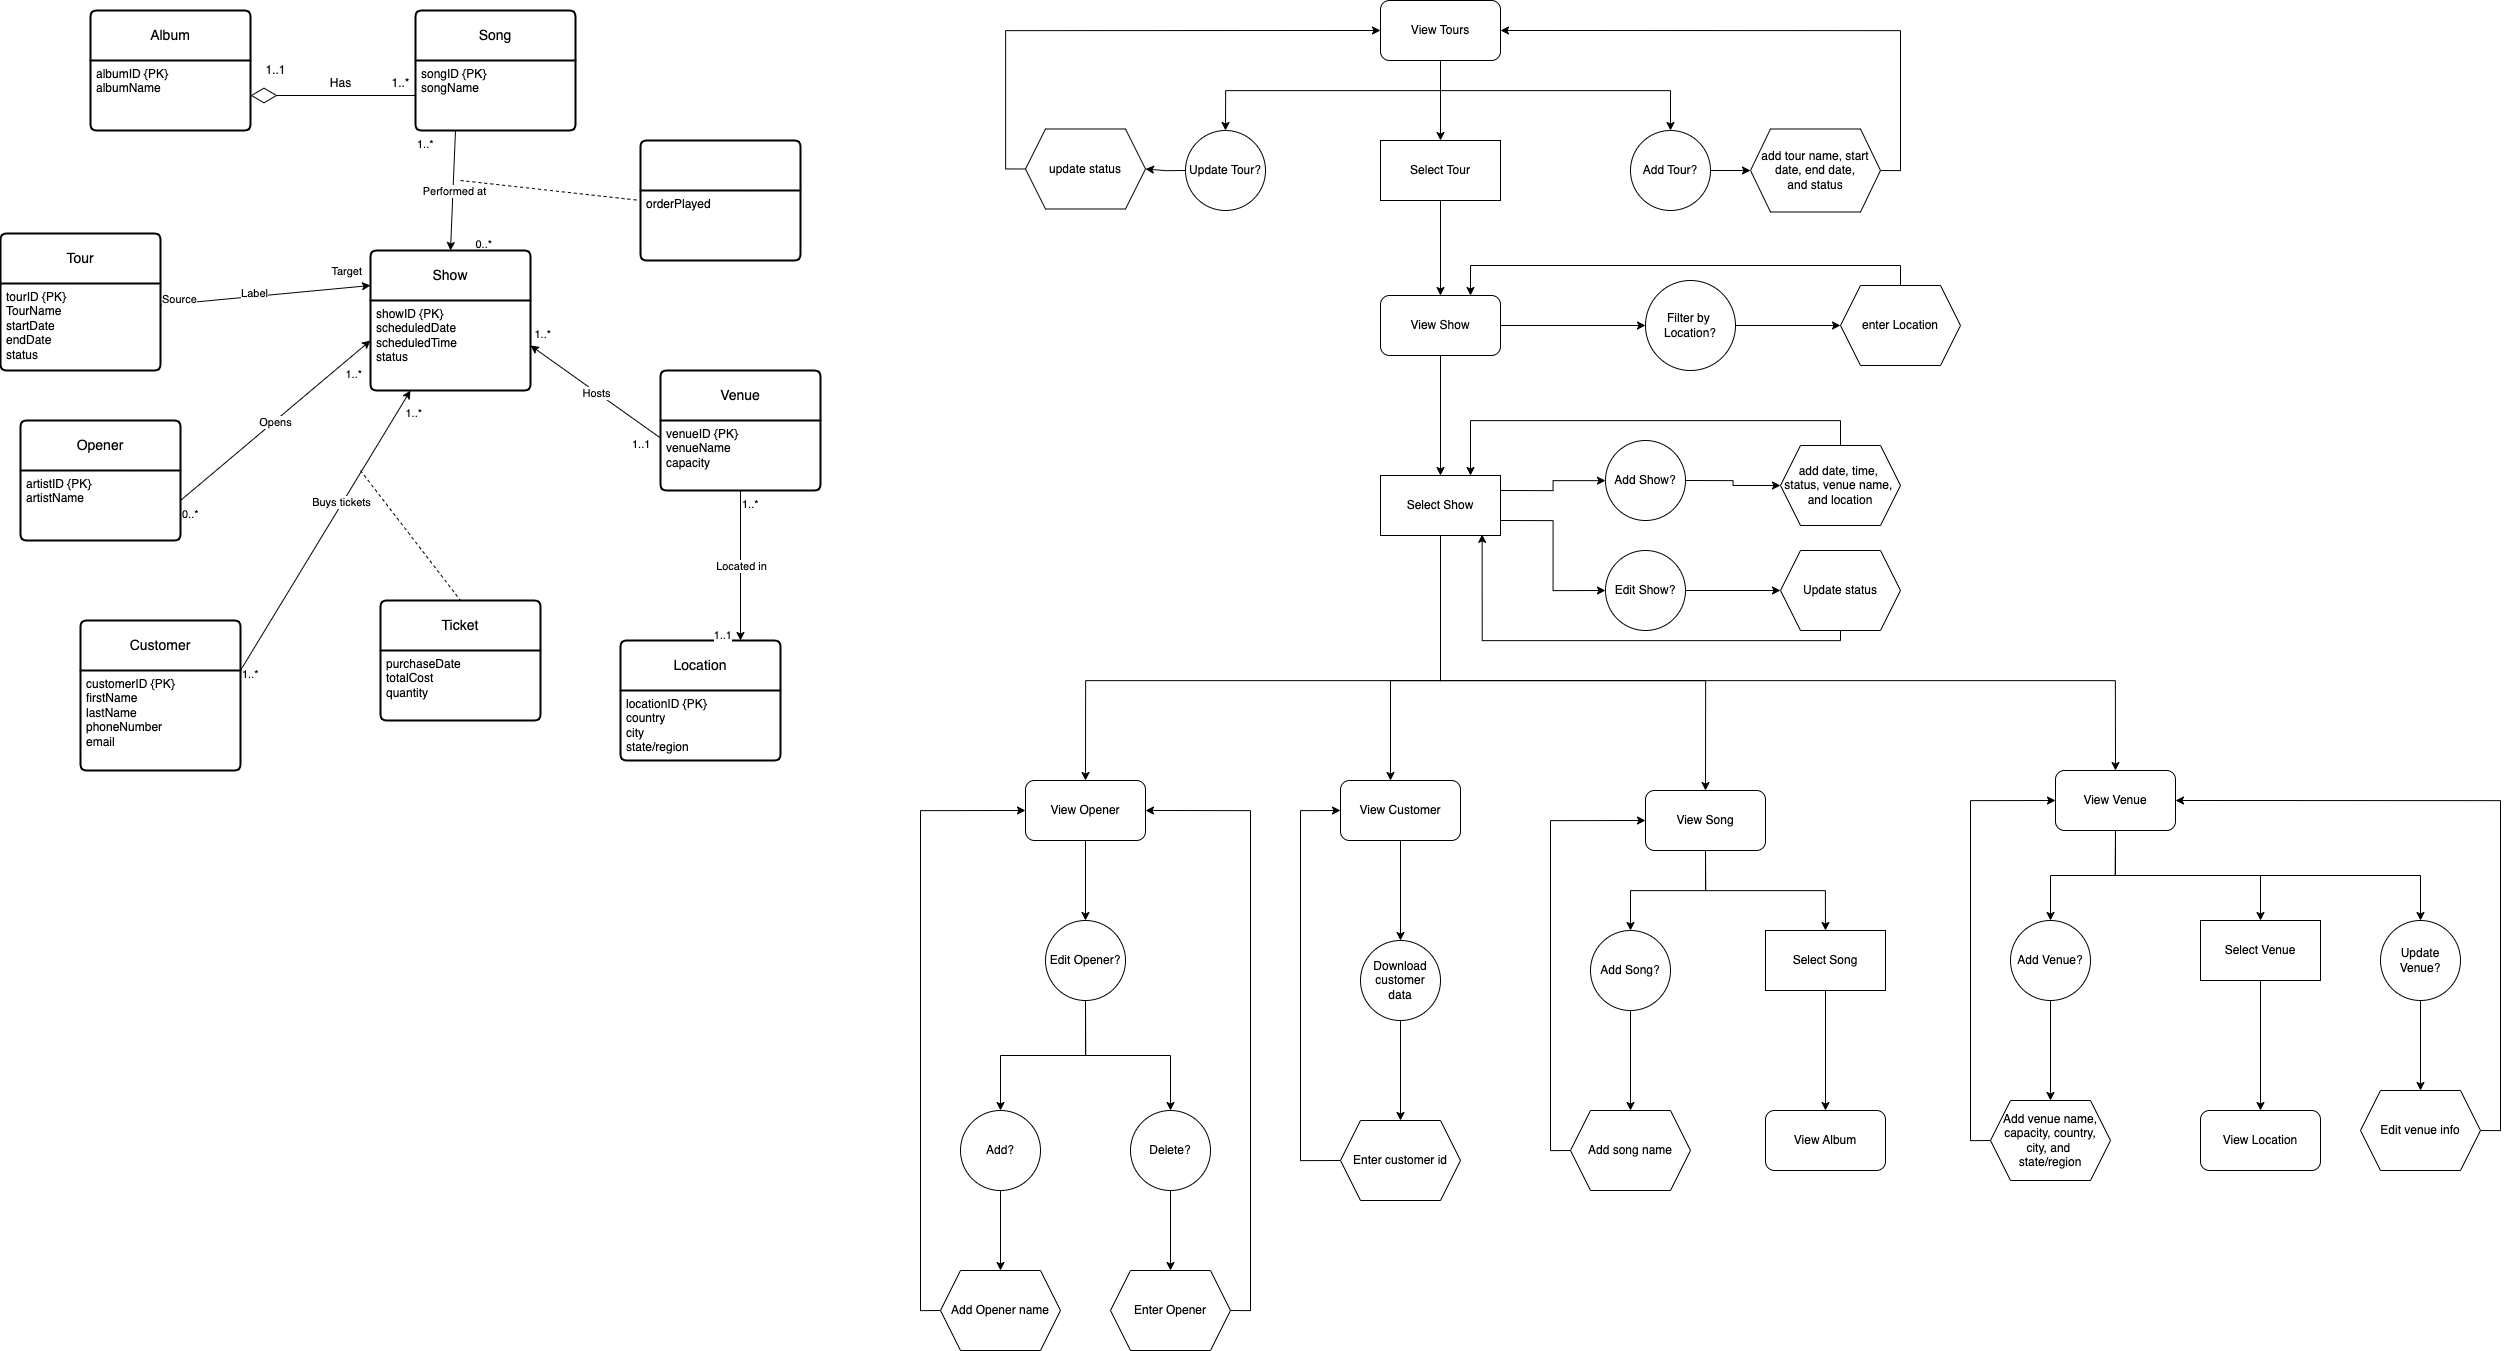 Album
albumID {PK}
albumName
1..1
Has
1..*
Song
songID {PK}
songName
1..*
Performed at
0..*
orderPlayed
Tour
tourID {PK}
TourName
startDate
endDate
status
Source
Label
Target
Show
showID {PK}
scheduledDate
scheduledTime
status
1..*
Opens
0..*
Opener
artistID {PK}
artistName
1..*
Hosts
1..1
Venue
venueID {PK}
venueName
capacity
1..*
Located in
1..1
Location
locationID {PK}
country
city
state/region
1..*
Buys tickets
1..*
Customer
customerID {PK}
firstName
lastName
phoneNumber
email
Ticket
purchaseDate
totalCost
quantity
View Tours
update status
Update Tour?
Select Tour
Add Tour?
add tour name, start
date, end date,
and status
View Show
Filter by
Location?
enter Location
Select Show
Add Show?
add date, time,
status, venue name,
and location
Edit Show?
Update status
View Opener
Edit Opener?
Add?
Delete?
Add Opener name
Enter Opener
View Customer
Download
customer
data
Enter customer id
View Song
Add Song?
Select Song
Add song name
View Album
View Venue
Add Venue?
Select Venue
Update
Venue?
Add venue name,
capacity, country,
city, and
state/region
View Location
Edit venue info